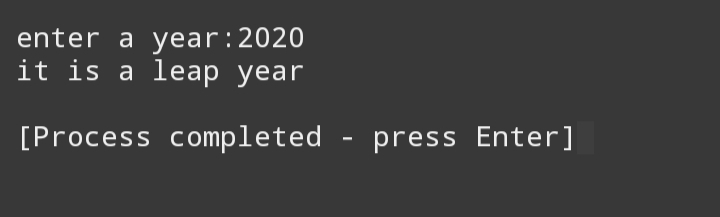 enter a year:2020
it is a leap year
[Process completed - press Enter]